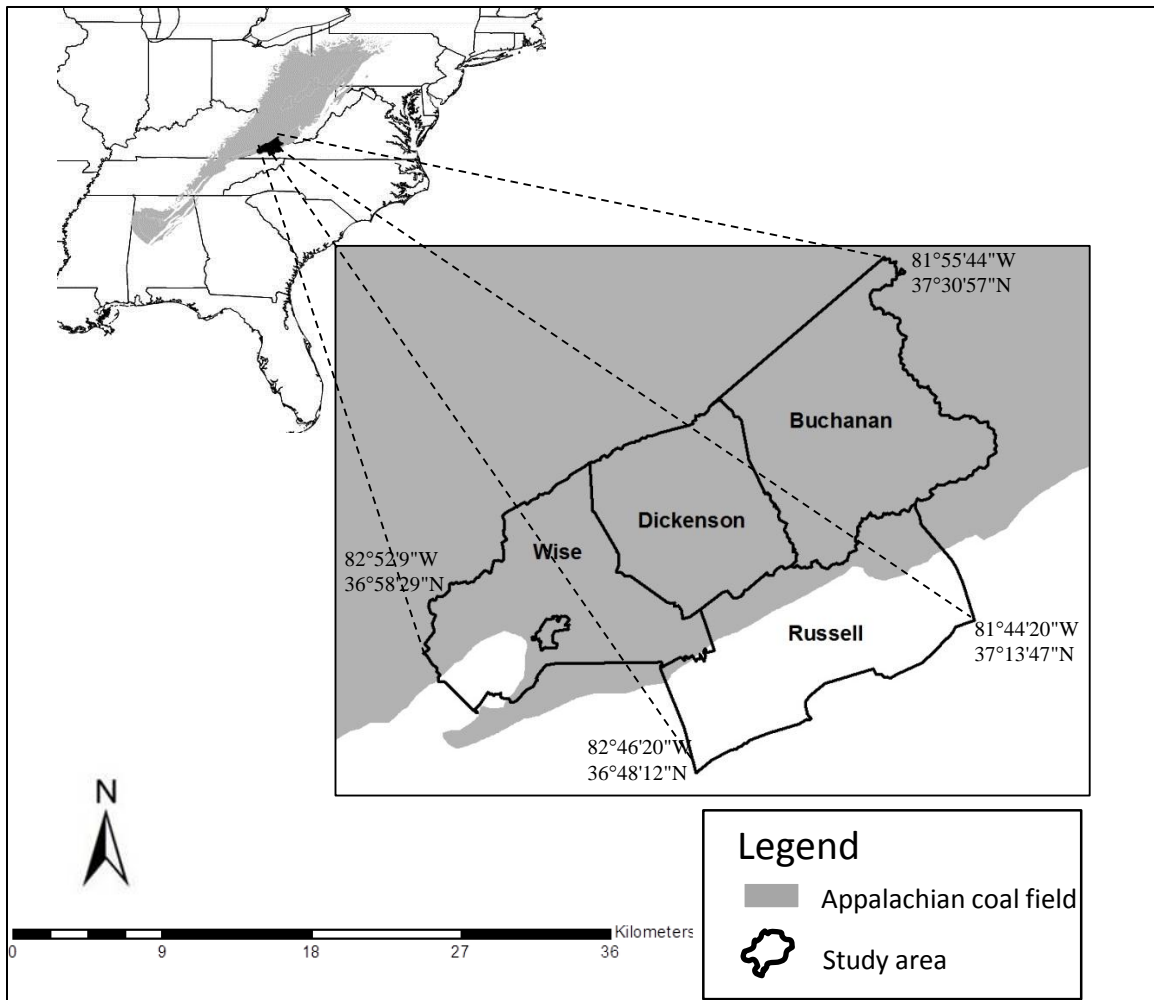 81°55'44"W
37°30'57"N
Buchanan
Dickenson
Wise
82°52'9"W
36°58'29"N
Russell
81°44'20"W
37°13'47"N
82°46'20"W
36°48'12"N
N
Legend
Appalachian coal field
Study area
Kilometers
0 9 18 27 36